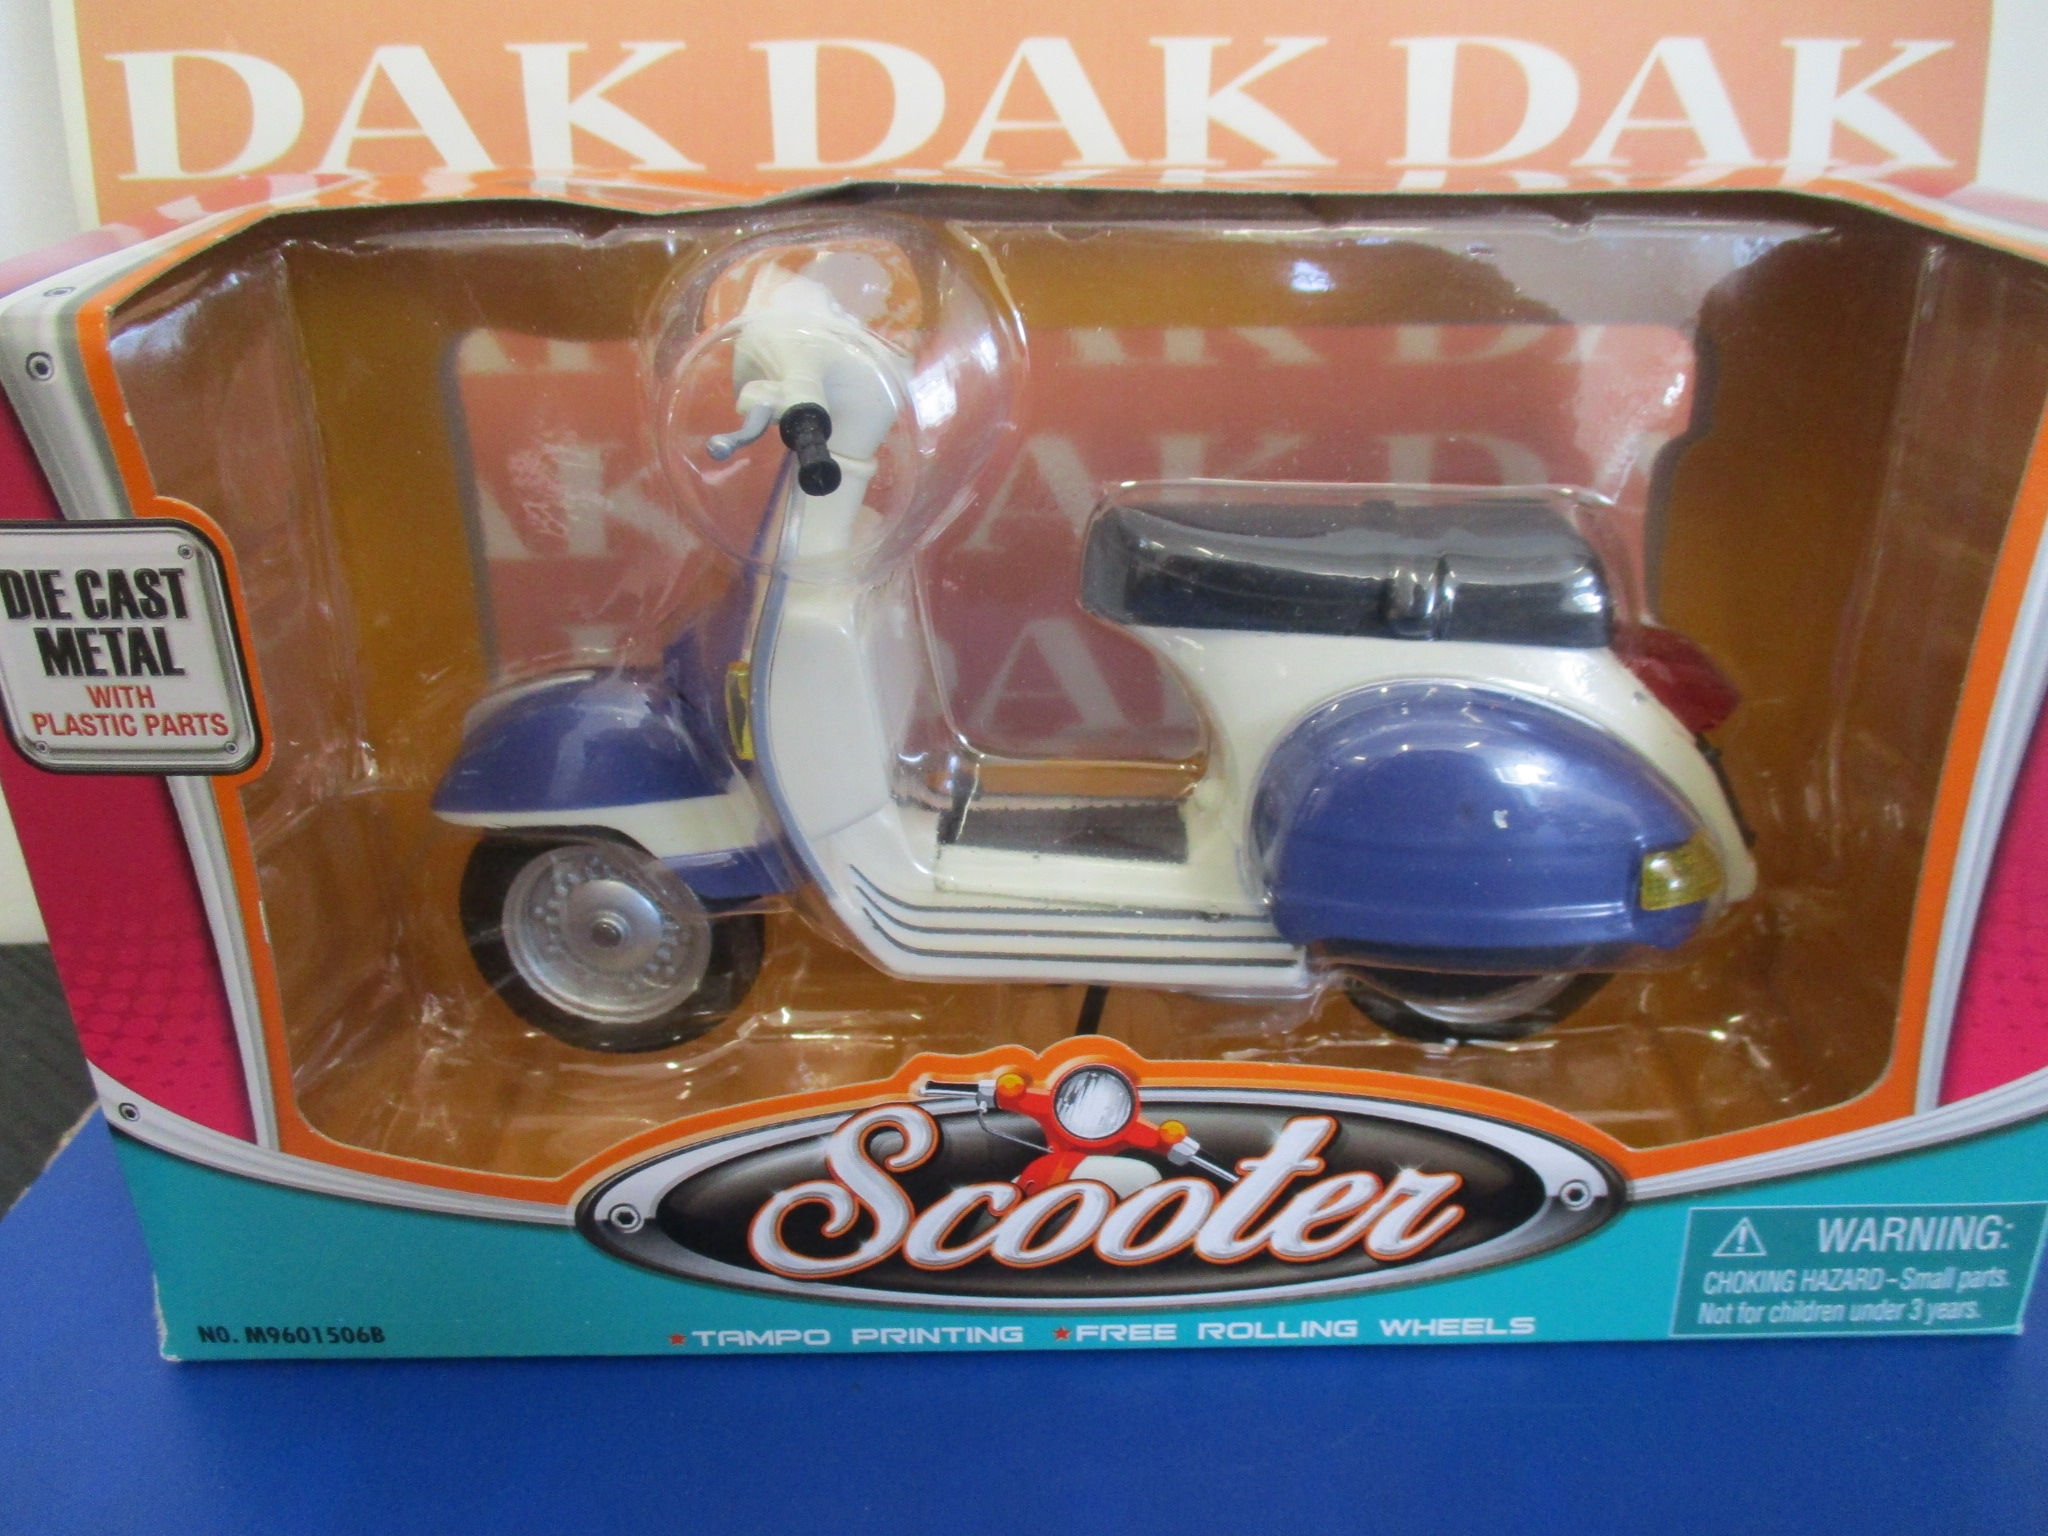 DAK DAK DAK
DIE CAST
METAL
WITH
PLASTIC PARTS
Scooter
WARNING:
CHOKING HAZARD - Small parts.
Not for children under 3 years.
NO. M9601506B
TAMPO PRINTING FREE ROLLING WHEELS